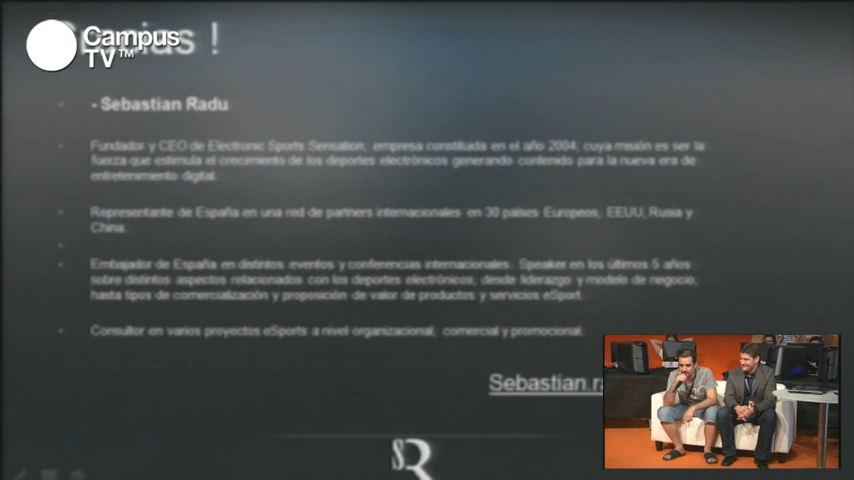 Campus
TV™
Gracias !
- Sebastian Radu
Fundador y CEO de Electronic Sports Sensation, empresa constituida en el año 2004, cuya misión es ser la
fuerza que estimula el crecimiento de los deportes electrónicos generando contenido para la nueva era de
entretenimiento digital.
Representante de España en una red de partners internacionales en 30 países Europeos, EEUU, Rusia y
China.
Embajador de España en distintos eventos y conferencias internacionales. Speaker en los últimos 5 años
sobre distintos aspectos relacionados con los deportes electrónicos, desde liderazgo y modelo de negocio,
hasta tipos de comercialización y proposición de valor de productos y servicios eSport.
Consultor en varios proyectos eSports a nivel organizacional, comercial y promocional.
Sebastian.ra
SR